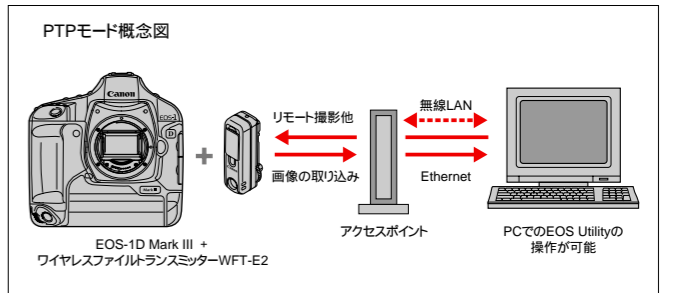 PTPモード概念図
Canon
EOS-1
D
Mark III
リモート撮影他
画像の取り込み
無線LAN
Ethernet
EOS-1D Mark III +
ワイヤレスファイルトランスミッターWFT-E2
アクセスポイント
PCでのEOS Utilityの
操作が可能